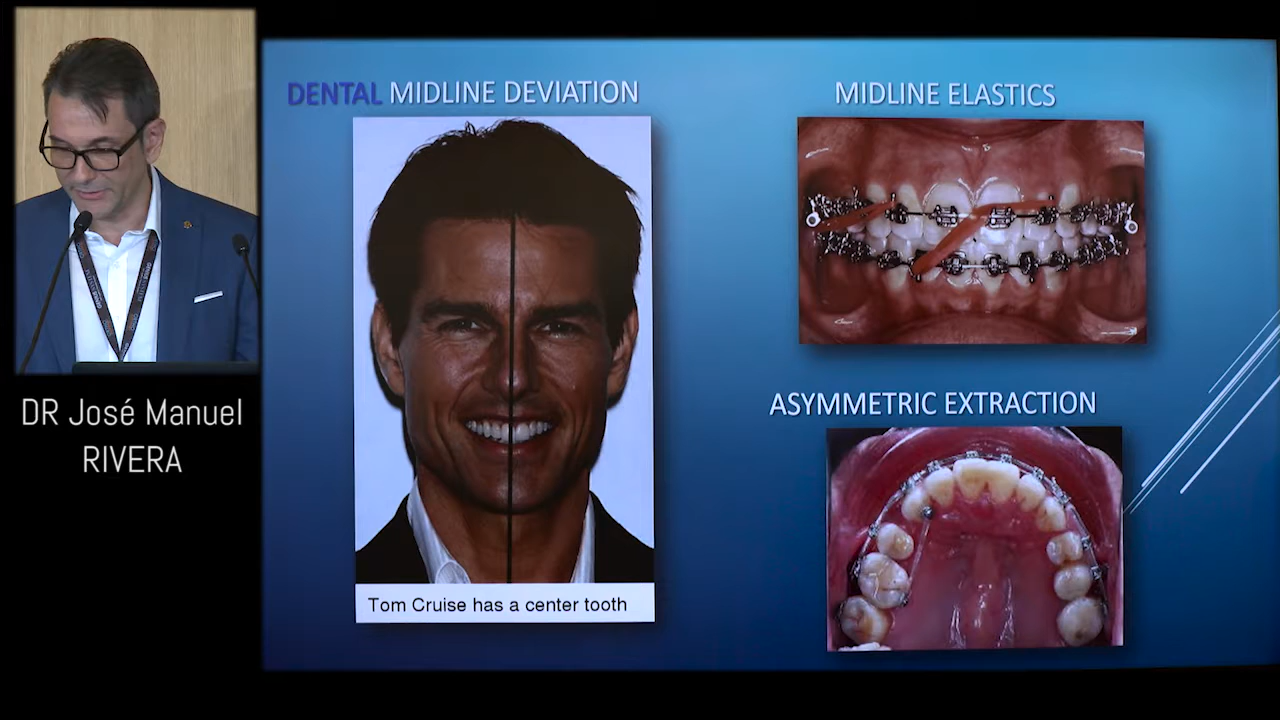 DENTAL MIDLINE DEVIATION
MIDLINE ELASTICS
Tom Cruise has a center tooth
ASYMMETRIC EXTRACTION
DR José Manuel
RIVERA